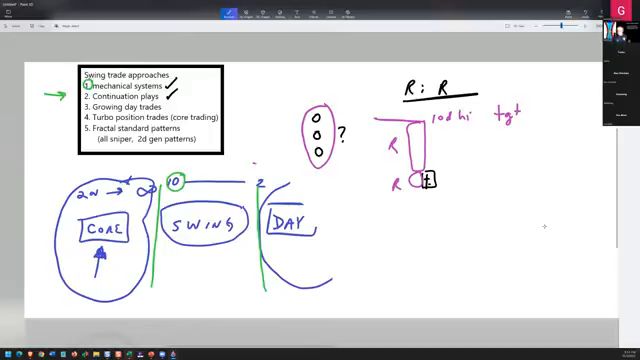 Swing trade approaches
1. mechanical systems
2. Continuation plays
3. Growing day trades
4. Turbo position trades (core trading)
5. Fractal standard patterns
(all sniper, 2d gen patterns)
R: R
10d hi tgt
R
?
R
E
20 → ∞
10 2
CORE
SWING
DAY